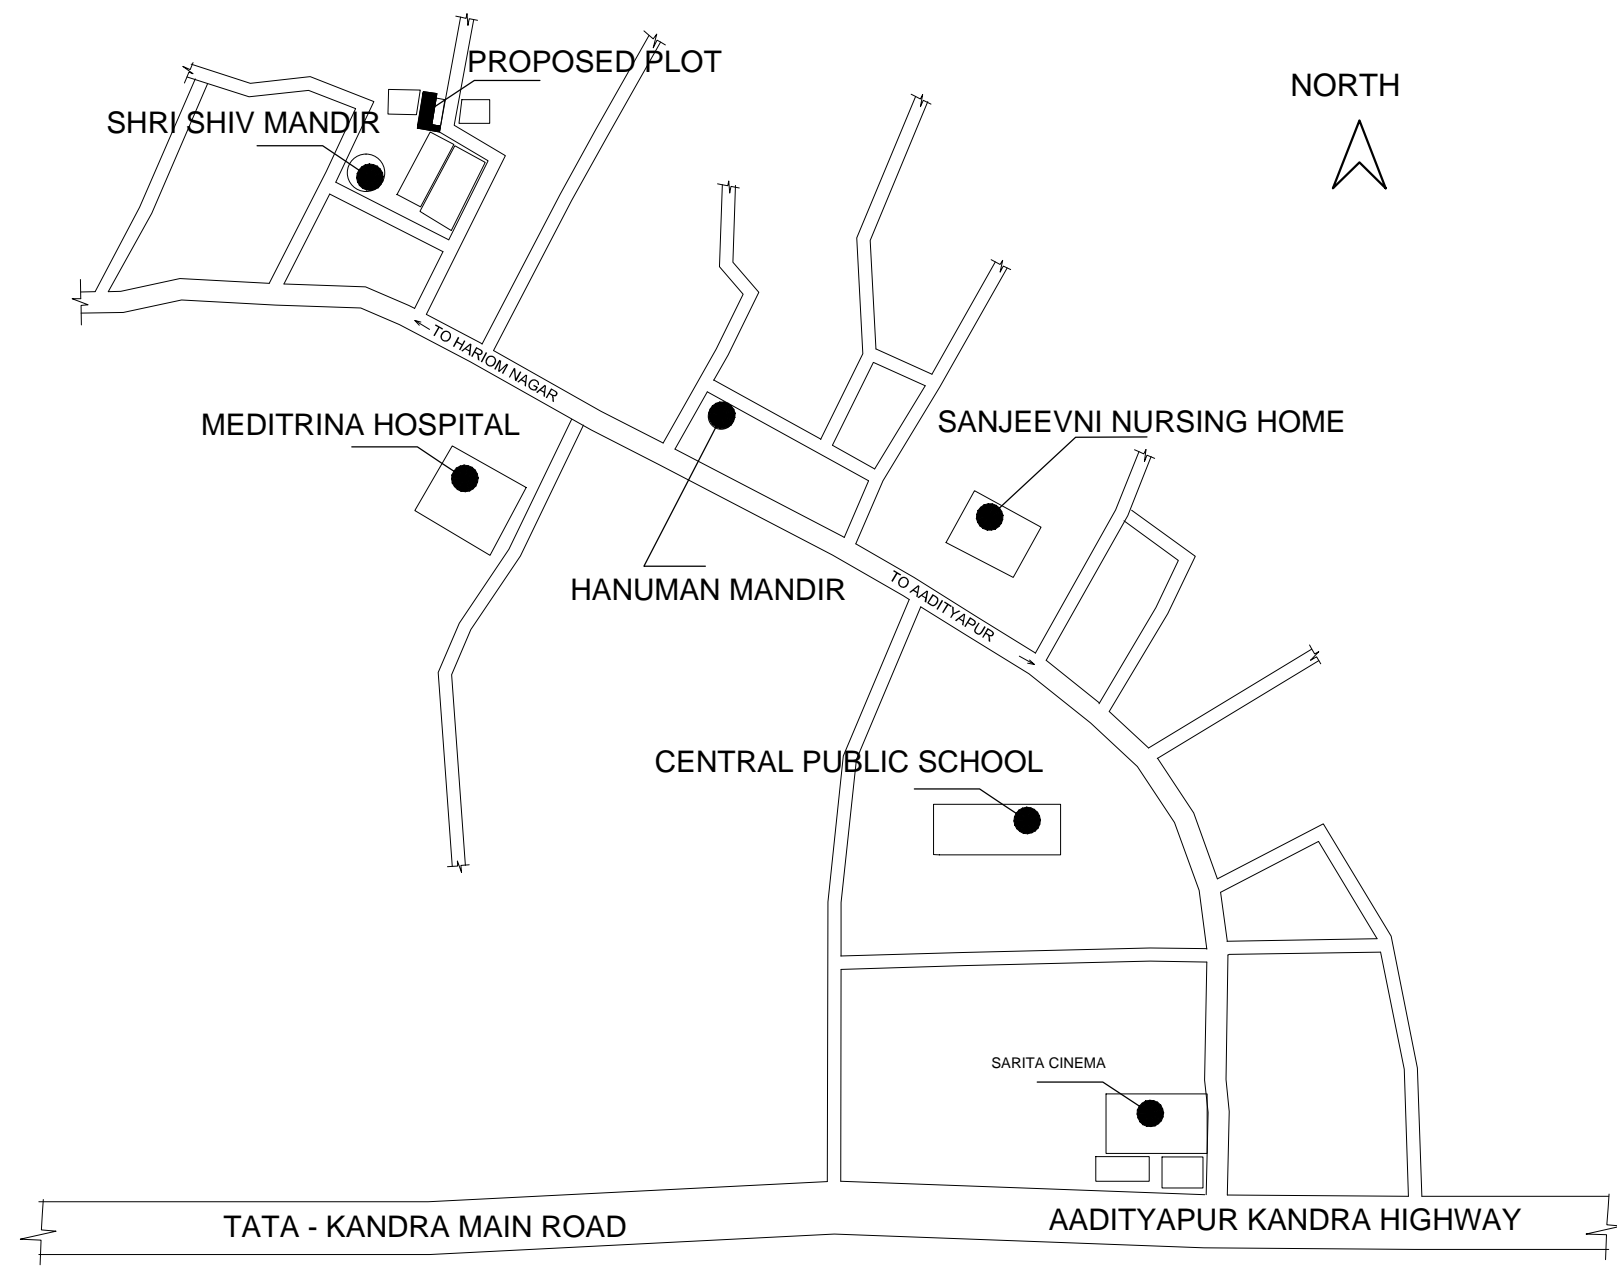 PROPOSED PLOT
NORTH
SHRI SHIV MANDIR
TO HARIOM NAGAR
MEDITRINA HOSPITAL
SANJEEVNI NURSING HOME
HANUMAN MANDIR
TO AADITYAPUR
CENTRAL PUBLIC SCHOOL
SARITA CINEMA
TATA - KANDRA MAIN ROAD
AADITYAPUR KANDRA HIGHWAY